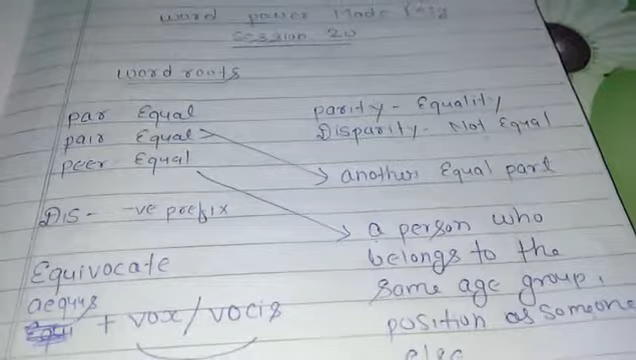 Word power Made Easy
Session 20
word roots
par Equal
pair Equal
peer Equal
parity - Equality
Disparity - Not Equal
another Equal part
Dis- -ve prefix
a person who
belongs to the
same age group,
position as someone
else
Equivocate
aequus
+ vox/vocis